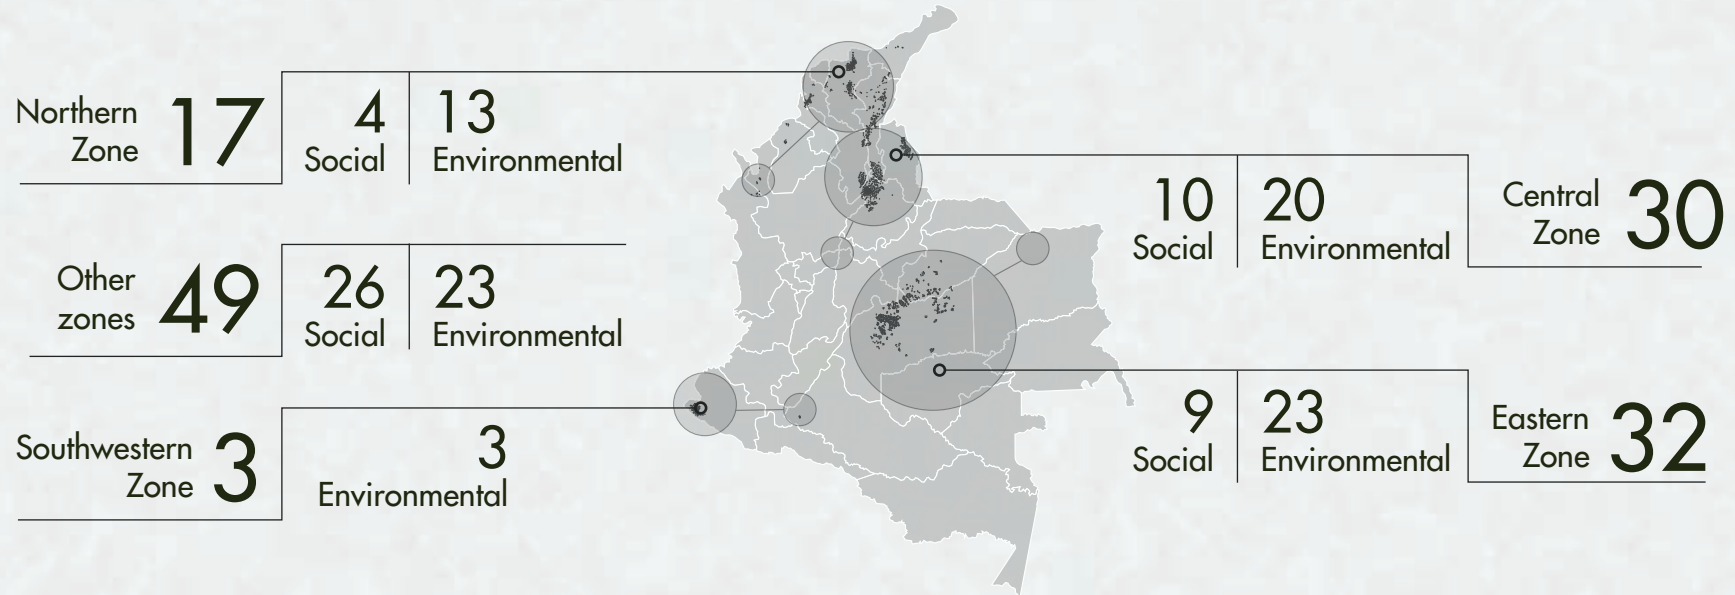 Northern
Zone
17
4
Social
13
Environmental
Other
zones
49
26
Social
23
Environmental
Southwestern
Zone
3
3
Environmental
10
Social
20
Environmental
Central
Zone
30
9
Social
23
Environmental
Eastern
Zone
32